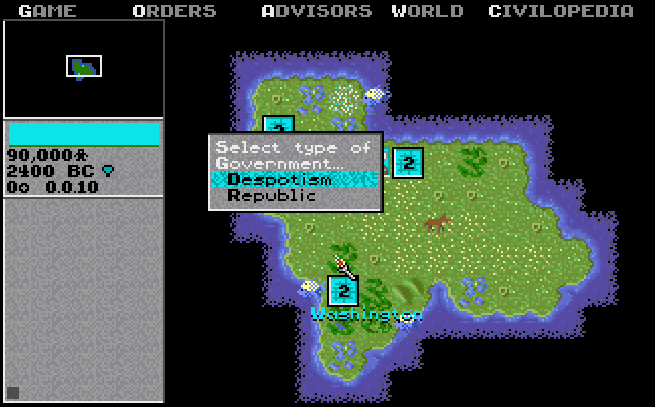 GAME ORDERS ADVISORS WORLD CIVILOPEDIA
90,000
2400 BC
0 0.0.10
2
Select type of
Government...
Despotism
Republic
2
2
Washington